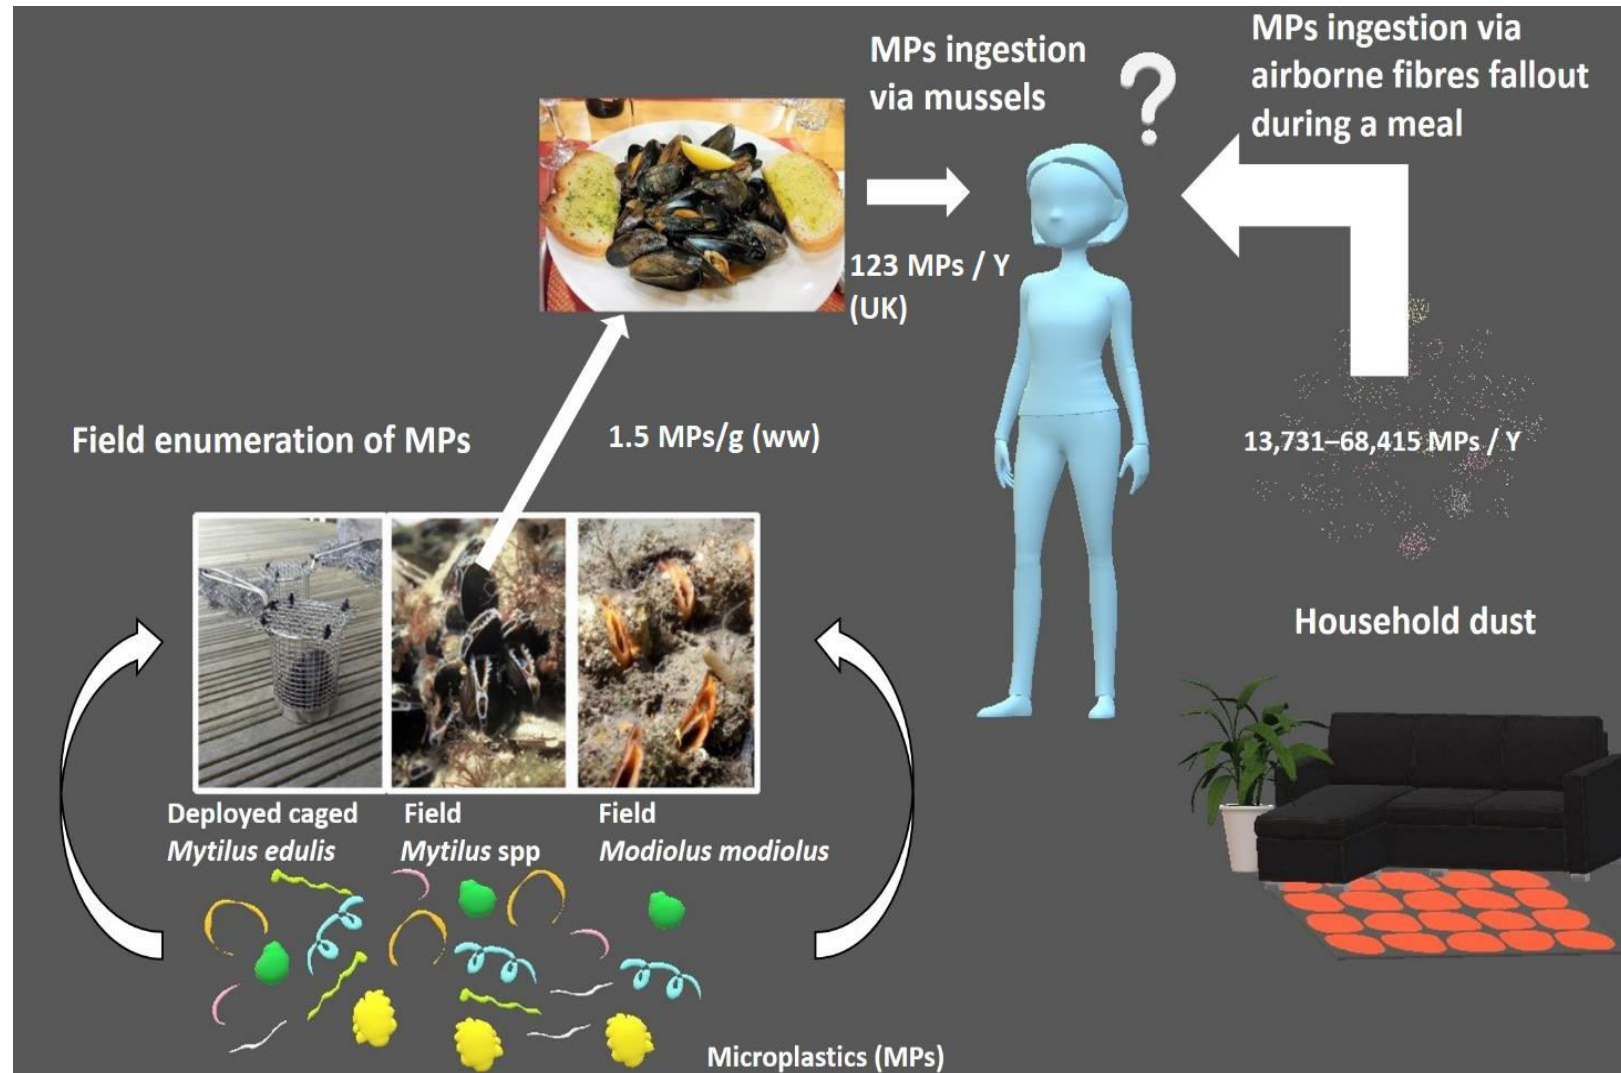 MPs ingestion
via mussels
?
MPs ingestion via
airborne fibres fallout
during a meal
123 MPs / Y
(UK)
Field enumeration of MPs
1.5 MPs/g (ww)
13,731–68,415 MPs / Y
Household dust
Deployed caged
Mytilus edulis
Field
Mytilus spp
Field
Modiolus modiolus
Microplastics (MPs)